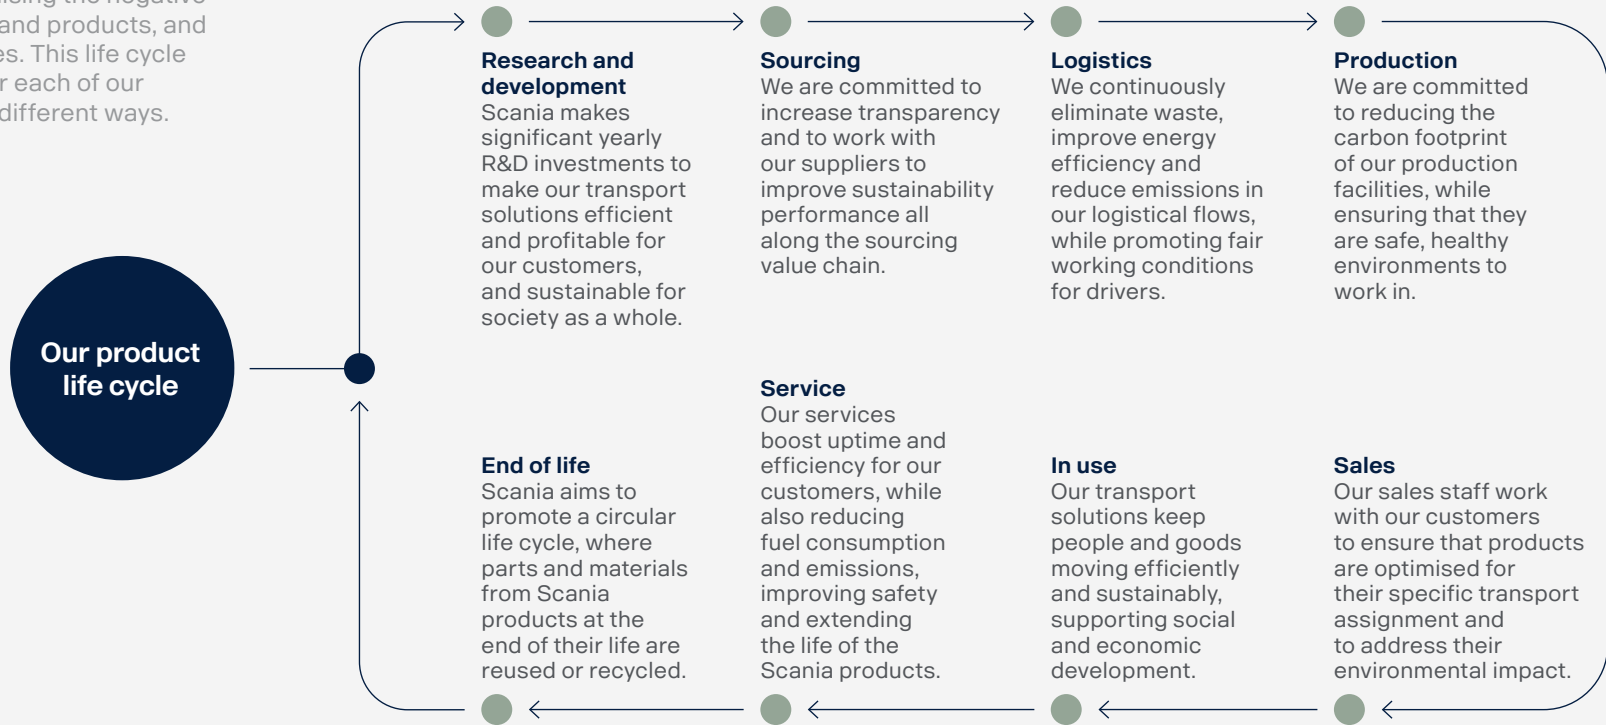 and products, and
This life cycle
each of our
different ways.
Our product
life cycle
Research and
development
Scania makes
significant yearly
R&D investments to
make our transport
solutions efficient
and profitable for
our customers,
and sustainable for
society as a whole.
Sourcing
We are committed to
increase transparency
and to work with
our suppliers to
improve sustainability
performance all
along the sourcing
value chain.
Logistics
We continuously
eliminate waste,
improve energy
efficiency and
reduce emissions in
our logistical flows,
while promoting fair
working conditions
for drivers.
Production
We are committed
to reducing the
carbon footprint
of our production
facilities, while
ensuring that they
are safe, healthy
environments to
work in.
End of life
Scania aims to
promote a circular
life cycle, where
parts and materials
from Scania
products at the
end of their life are
reused or recycled.
Service
Our services
boost uptime and
efficiency for our
customers, while
also reducing
fuel consumption
and emissions,
improving safety
and extending
the life of the
Scania products.
In use
Our transport
solutions keep
people and goods
moving efficiently
and sustainably,
supporting social
and economic
development.
Sales
Our sales staff work
with our customers
to ensure that products
are optimised for
their specific transport
assignment and
to address their
environmental impact.